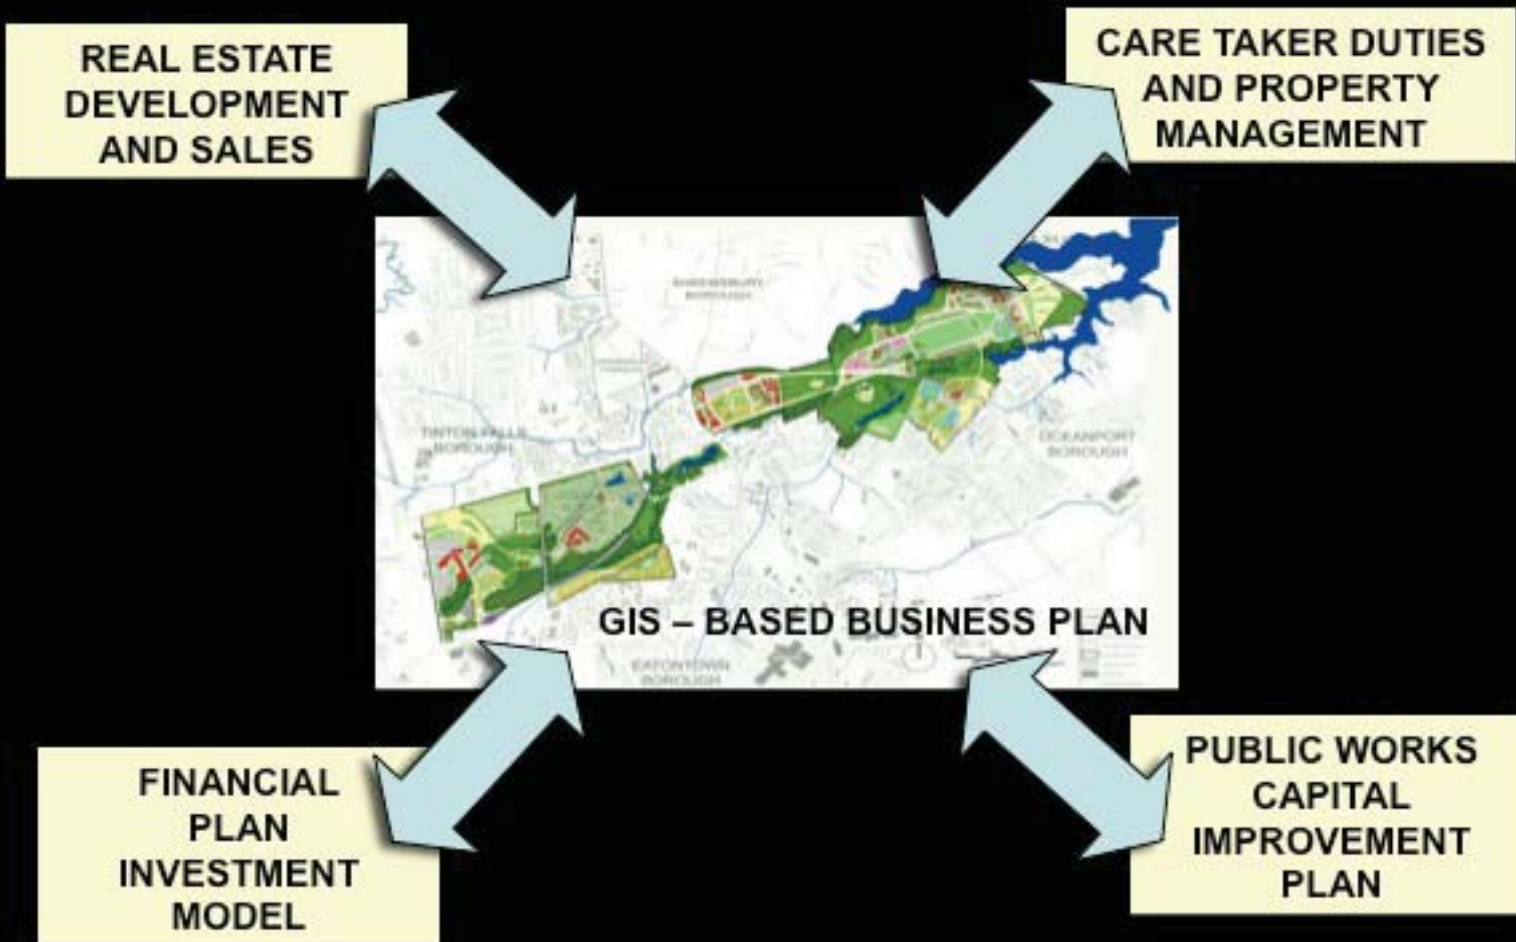 REAL ESTATE
DEVELOPMENT
AND SALES
CARE TAKER DUTIES
AND PROPERTY
MANAGEMENT
SHREWSBURY
BOROUGH
TINTON FALLS
BOROUGH
OCEANPORT
BOROUGH
GIS – BASED BUSINESS PLAN
EATONTOWN
BOROUGH
FINANCIAL
PLAN
INVESTMENT
MODEL
PUBLIC WORKS
CAPITAL
IMPROVEMENT
PLAN